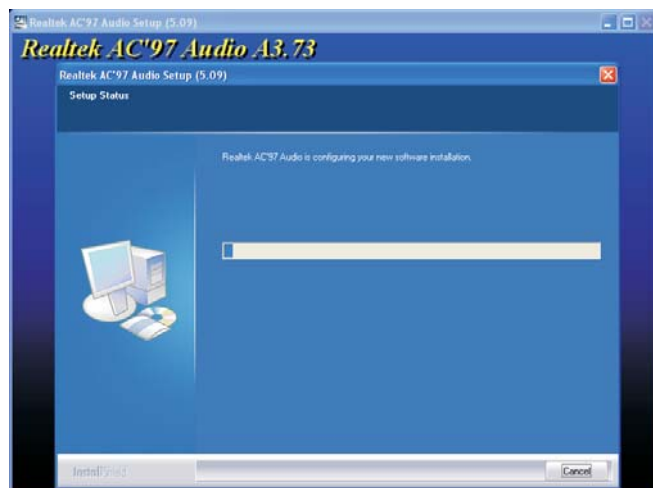 Realtek AC'97 Audio Setup (5.09)
Realtek AC'97 Audio A3.73
Realtek AC'97 Audio Setup (5.09)
Setup Status
Realtek AC'97 Audio is configuring your new software installation.
InstallShield
Cancel